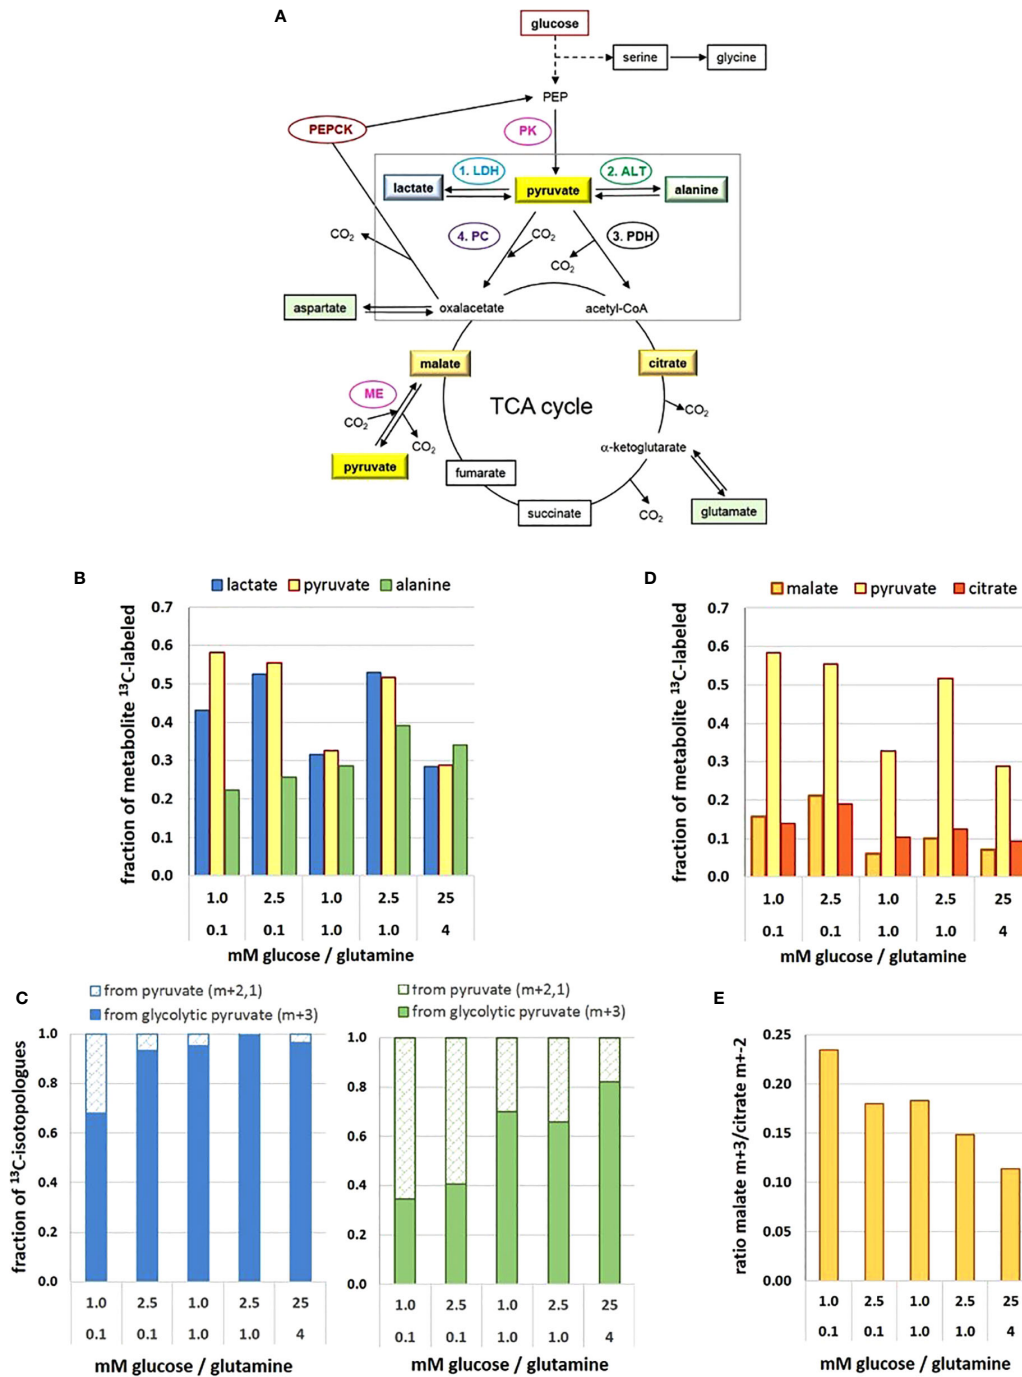 A
glucose
serine
glycine
PEP
PEPCK
PK
1. LDH
2. ALT
lactate
pyruvate
alanine
4. PC
CO2
3. PDH
CO2
CO2
aspartate
oxalacetate
acetyl-CoA
malate
citrate
ME
TCA cycle
CO2
CO2
CO2
α-ketoglutarate
pyruvate
fumarate
succinate
CO2
glutamate
B
lactate pyruvate alanine
fraction of metabolite 13C-labeled
0.7
0.6
0.5
0.4
0.3
0.2
0.1
0.0
1.0 2.5 1.0 2.5 25
0.1 0.1 1.0 1.0 4
mM glucose / glutamine
D
malate pyruvate citrate
fraction of metabolite 13C-labeled
0.7
0.6
0.5
0.4
0.3
0.2
0.1
0.0
1.0 2.5 1.0 2.5 25
0.1 0.1 1.0 1.0 4
mM glucose / glutamine
C
from pyruvate (m+2,1)
from glycolytic pyruvate (m+3)
fraction of 13C-isotopologues
1.0
0.8
0.6
0.4
0.2
0.0
1.0 2.5 1.0 2.5 25
0.1 0.1 1.0 1.0 4
mM glucose / glutamine
from pyruvate (m+2,1)
from glycolytic pyruvate (m+3)
1.0
0.8
0.6
0.4
0.2
0.0
1.0 2.5 1.0 2.5 25
0.1 0.1 1.0 1.0 4
mM glucose / glutamine
E
ratio malate m+3/citrate m+-2
0.25
0.20
0.15
0.10
0.05
0.00
1.0 2.5 1.0 2.5 25
0.1 0.1 1.0 1.0 4
mM glucose / glutamine